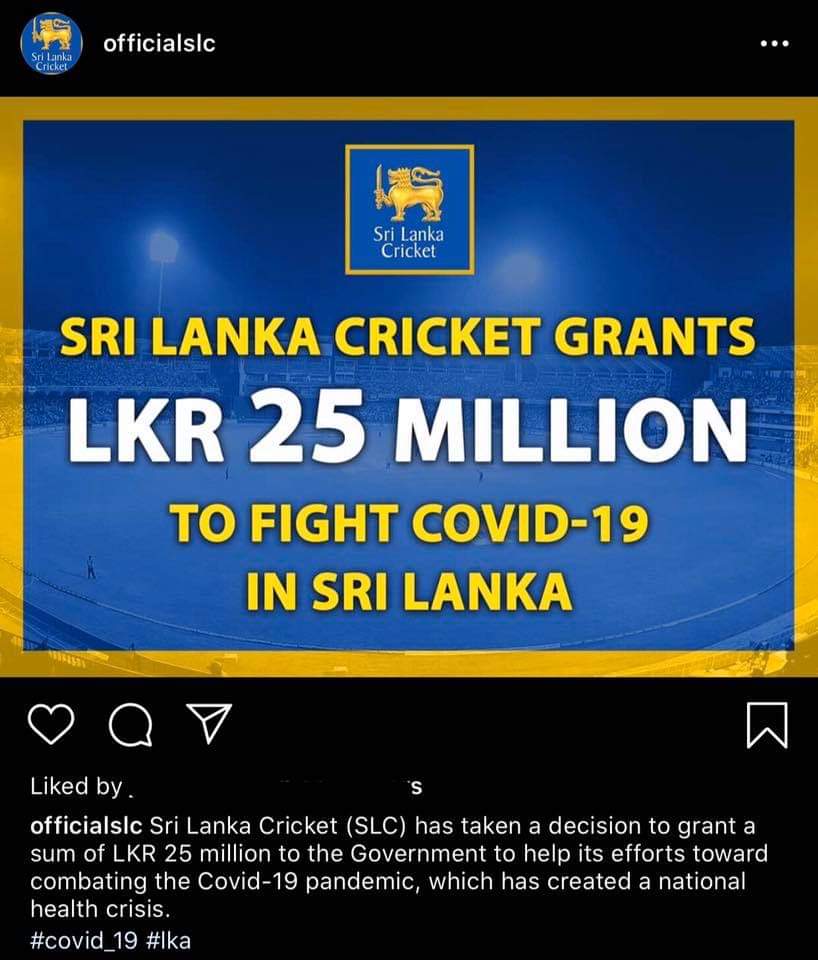 Sri Lanka
Cricket
officialslc
Sri Lanka
Cricket
SRI LANKA CRICKET GRANTS
LKR 25 MILLION
TO FIGHT COVID-19
IN SRI LANKA
Liked by
officialslc Sri Lanka Cricket (SLC) has taken a decision to grant a
sum of LKR 25 million to the Government to help its efforts toward
combating the Covid-19 pandemic, which has created a national
health crisis.
#covid_19 #lka